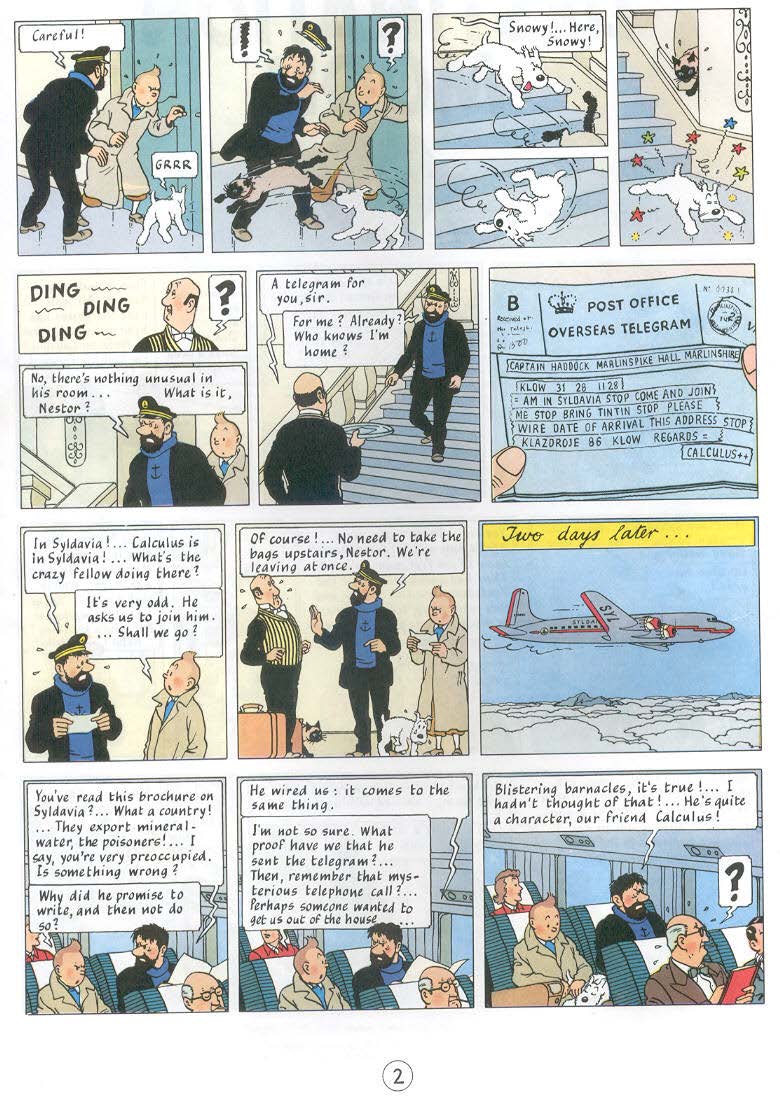 Careful!
GRRR
!
?
Snowy!... Here,
Snowy!
DING
DING
DING
?
No, there's nothing unusual in
his room... What is it,
Nestor?
A telegram for
you, sir.
For me? Already?
Who knows I'm
home?
B
POST OFFICE
OVERSEAS TELEGRAM
CAPTAIN HADDOCK MARLINSPIKE HALL MARLINSHIRE
KLOW 31 28 1128
= AM IN SYLDAVIA STOP COME AND JOIN
ME STOP BRING TINTIN STOP PLEASE
WIRE DATE OF ARRIVAL THIS ADDRESS STOP
KLAZDROJE 86 KLOW REGARDS =
CALCULUS++
In Syldavia!... Calculus is
in Syldavia!... What's the
crazy fellow doing there?
It's very odd. He
asks us to join him.
... Shall we go?
Of course!... No need to take the
bags upstairs, Nestor. We're
leaving at once.
Two days later...
SYLDA
SY
You've read this brochure on
Syldavia?... What a country!
... They export mineral-
water, the poisoners!... I
say, you're very preoccupied.
Is something wrong?
Why did he promise to
write, and then not do
so?
He wired us: it comes to the
same thing.
I'm not so sure. What
proof have we that he
sent the telegram?...
Then, remember that mys-
terious telephone call?...
Perhaps someone wanted to
get us out of the house ....
Blistering barnacles, it's true!... I
hadn't thought of that!... He's quite
a character, our friend Calculus!
?
2